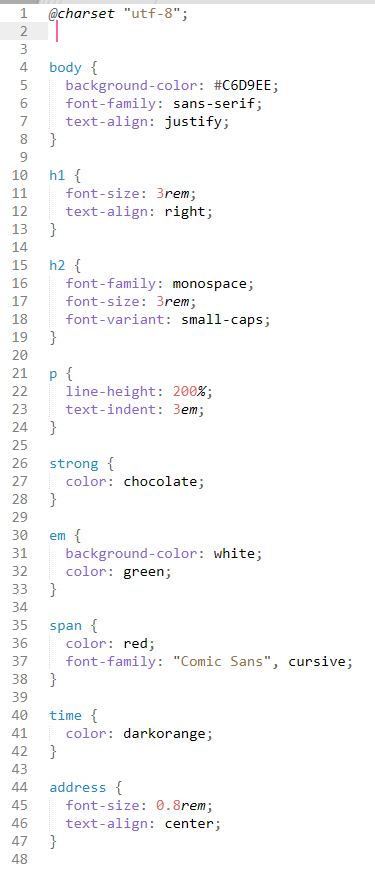 1 @charset "utf-8";
2
3
4 body {
5   background-color: #C6D9EE;
6   font-family: sans-serif;
7   text-align: justify;
8 }
9
10 h1 {
11   font-size: 3rem;
12   text-align: right;
13 }
14
15 h2 {
16   font-family: monospace;
17   font-size: 3rem;
18   font-variant: small-caps;
19 }
20
21 p {
22   line-height: 200%;
23   text-indent: 3em;
24 }
25
26 strong {
27   color: chocolate;
28 }
29
30 em {
31   background-color: white;
32   color: green;
33 }
34
35 span {
36   color: red;
37   font-family: "Comic Sans", cursive;
38 }
39
40 time {
41   color: darkorange;
42 }
43
44 address {
45   font-size: 0.8rem;
46   text-align: center;
47 }
48